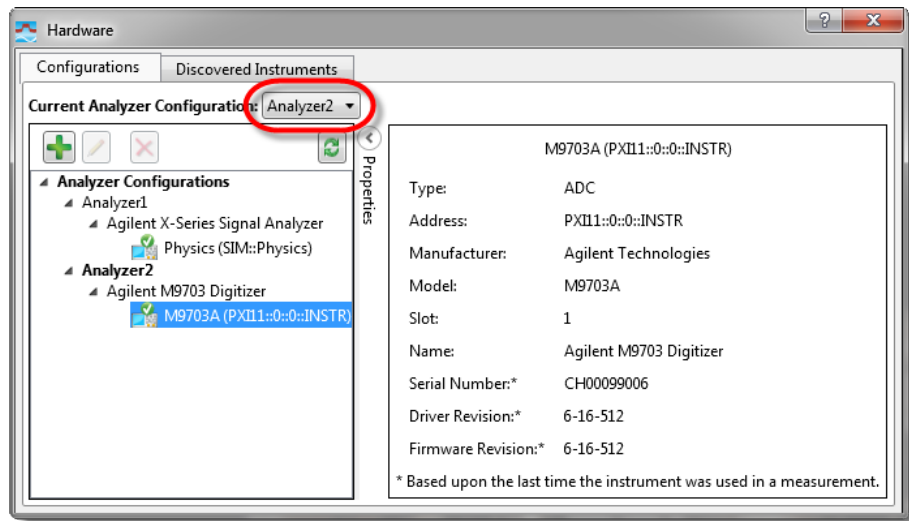 Hardware
?
X
Configurations
Discovered Instruments
Current Analyzer Configuration: Analyzer2
Properties
Analyzer Configurations
Analyzer1
Agilent X-Series Signal Analyzer
Physics (SIM::Physics)
Analyzer2
Agilent M9703 Digitizer
M9703A (PXI11::0::0::INSTR)
M9703A (PXI11::0::0::INSTR)
Type: ADC
Address: PXI11::0::0::INSTR
Manufacturer: Agilent Technologies
Model: M9703A
Slot: 1
Name: Agilent M9703 Digitizer
Serial Number:* CH00099006
Driver Revision:* 6-16-512
Firmware Revision:* 6-16-512
* Based upon the last time the instrument was used in a measurement.